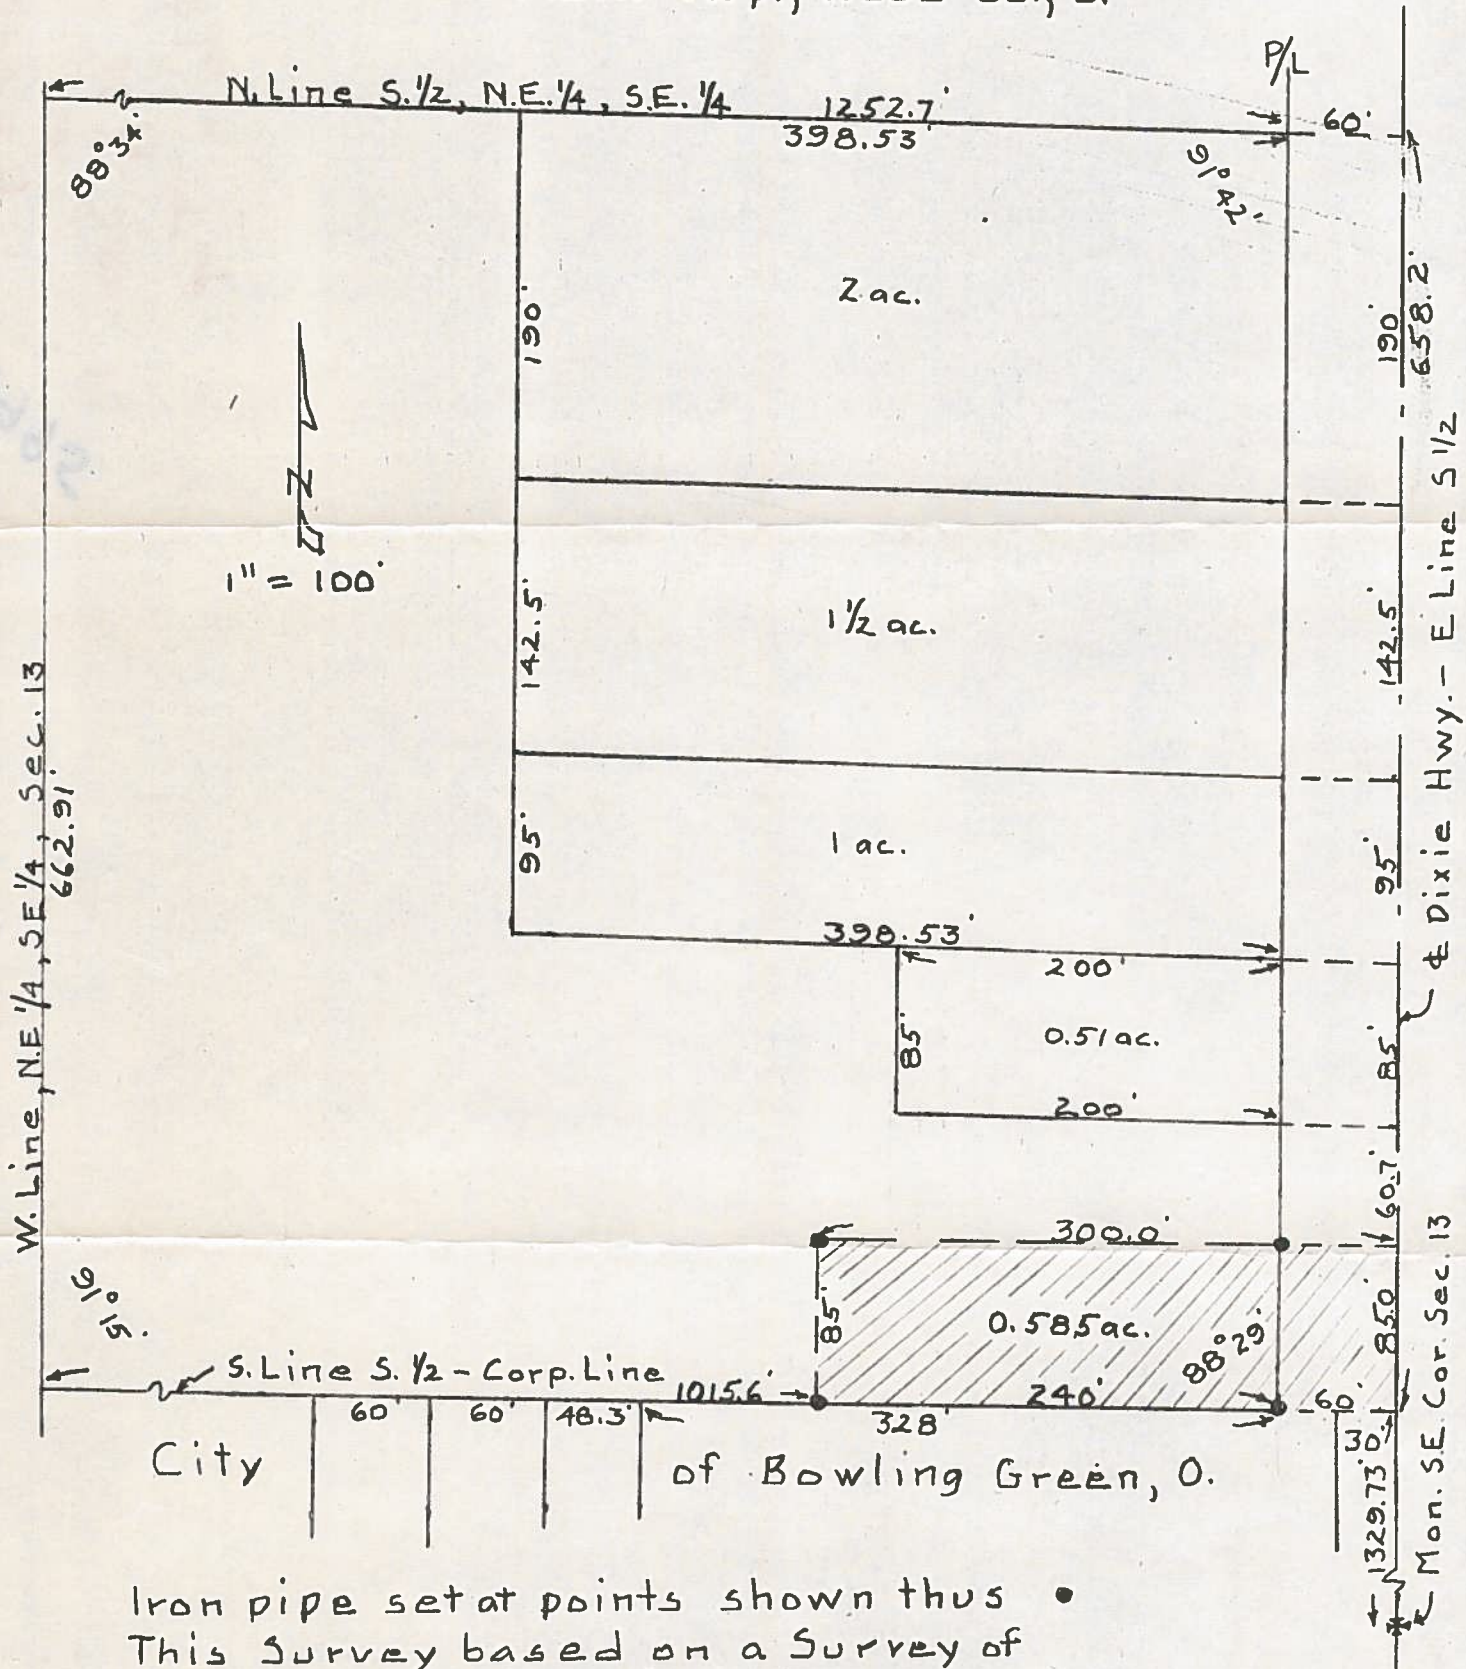 P/L
N. Line S. 1/2, N.E. 1/4, S.E. 1/4 1252.7'
398.53'
60'
88°34'
91°42'
2 ac.
190'
190'
658.2'
N
1" = 100'
1 1/2 ac.
142.5'
142.5'
℄ Dixie Hwy. - E Line S 1/2
W. Line, N.E 1/4, SE 1/4, Sec. 13
662.91'
1 ac.
95'
95'
398.53'
200'
85'
0.51 ac.
85'
200'
60.7'
300.0'
85'
0.585 ac.
88°29'
85.0'
91°15'
S. Line S. 1/2 - Corp. Line
1015.6'
240'
60'
60'
60'
48.3'
328'
30'
1329.73'
Mon. S.E. Cor. Sec. 13
City of Bowling Green, O.
Iron pipe set at points shown thus •
This Survey based on a Survey of